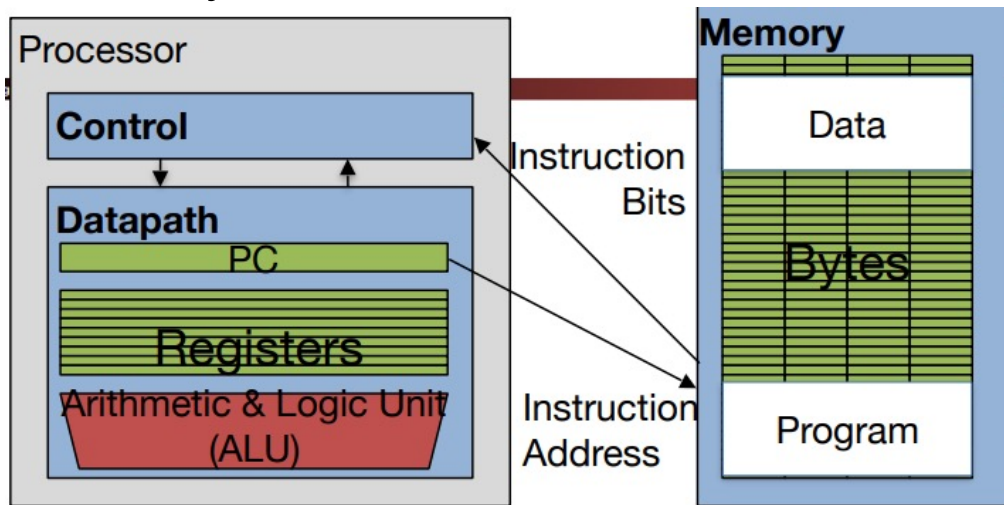 Processor
Control
Datapath
PC
Registers
Arithmetic & Logic Unit
(ALU)
Instruction
Bits
Instruction
Address
Memory
Data
Bytes
Program